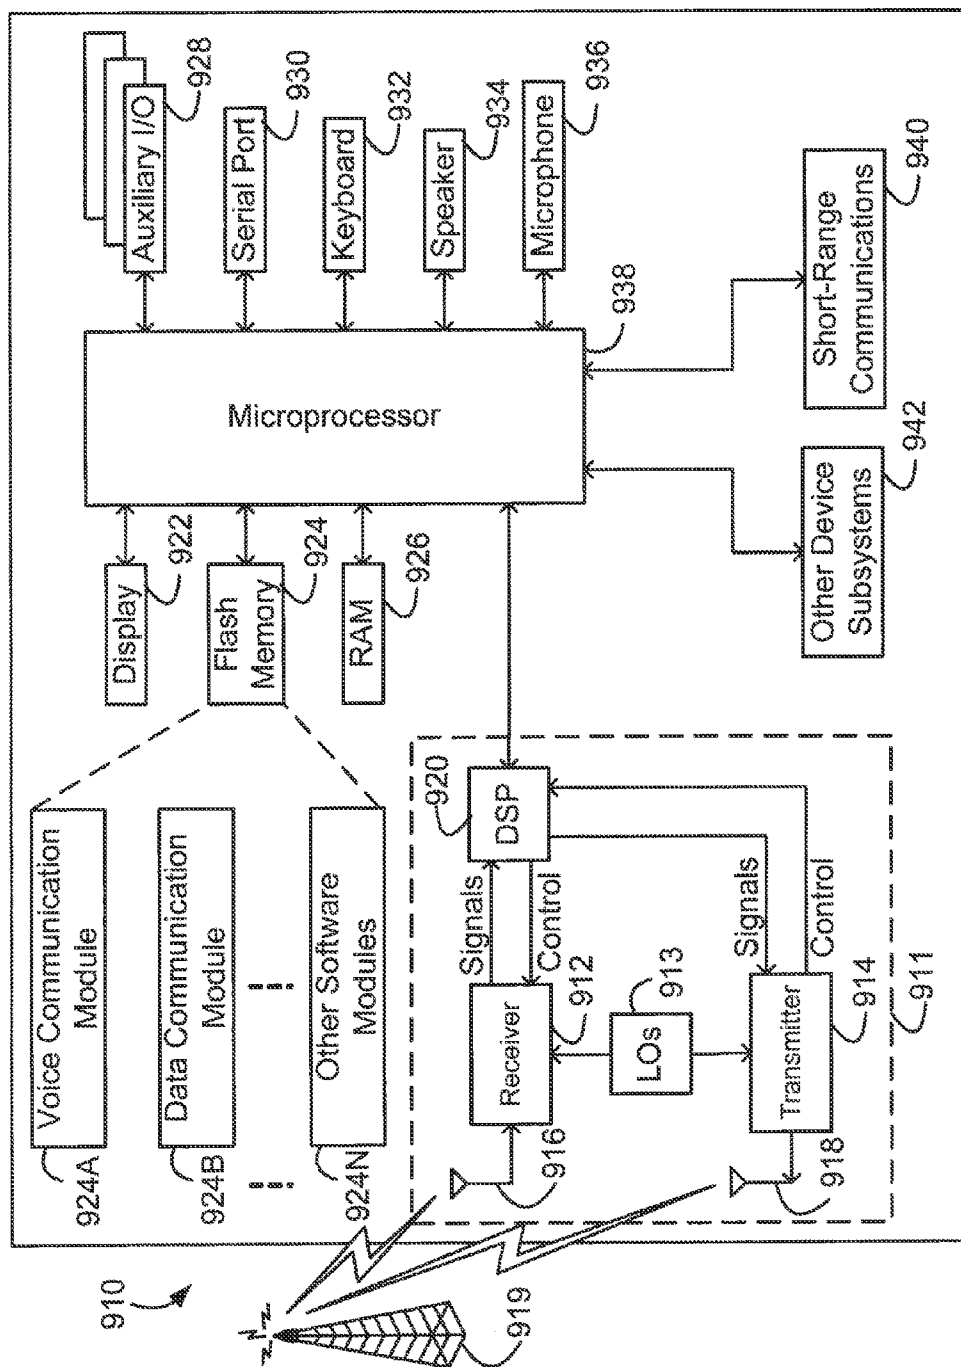 910
919
Voice Communication
Module
924A
Data Communication
Module
924B
Other Software
Modules
924N
Display
922
Flash
Memory
924
RAM
926
Microprocessor
938
Auxiliary I/O
928
Serial Port
930
Keyboard
932
Speaker
934
Microphone
936
916
Receiver
912
Signals
Control
DSP
920
LOs
913
918
Transmitter
914
Signals
Control
911
Other Device
Subsystems
942
Short-Range
Communications
940